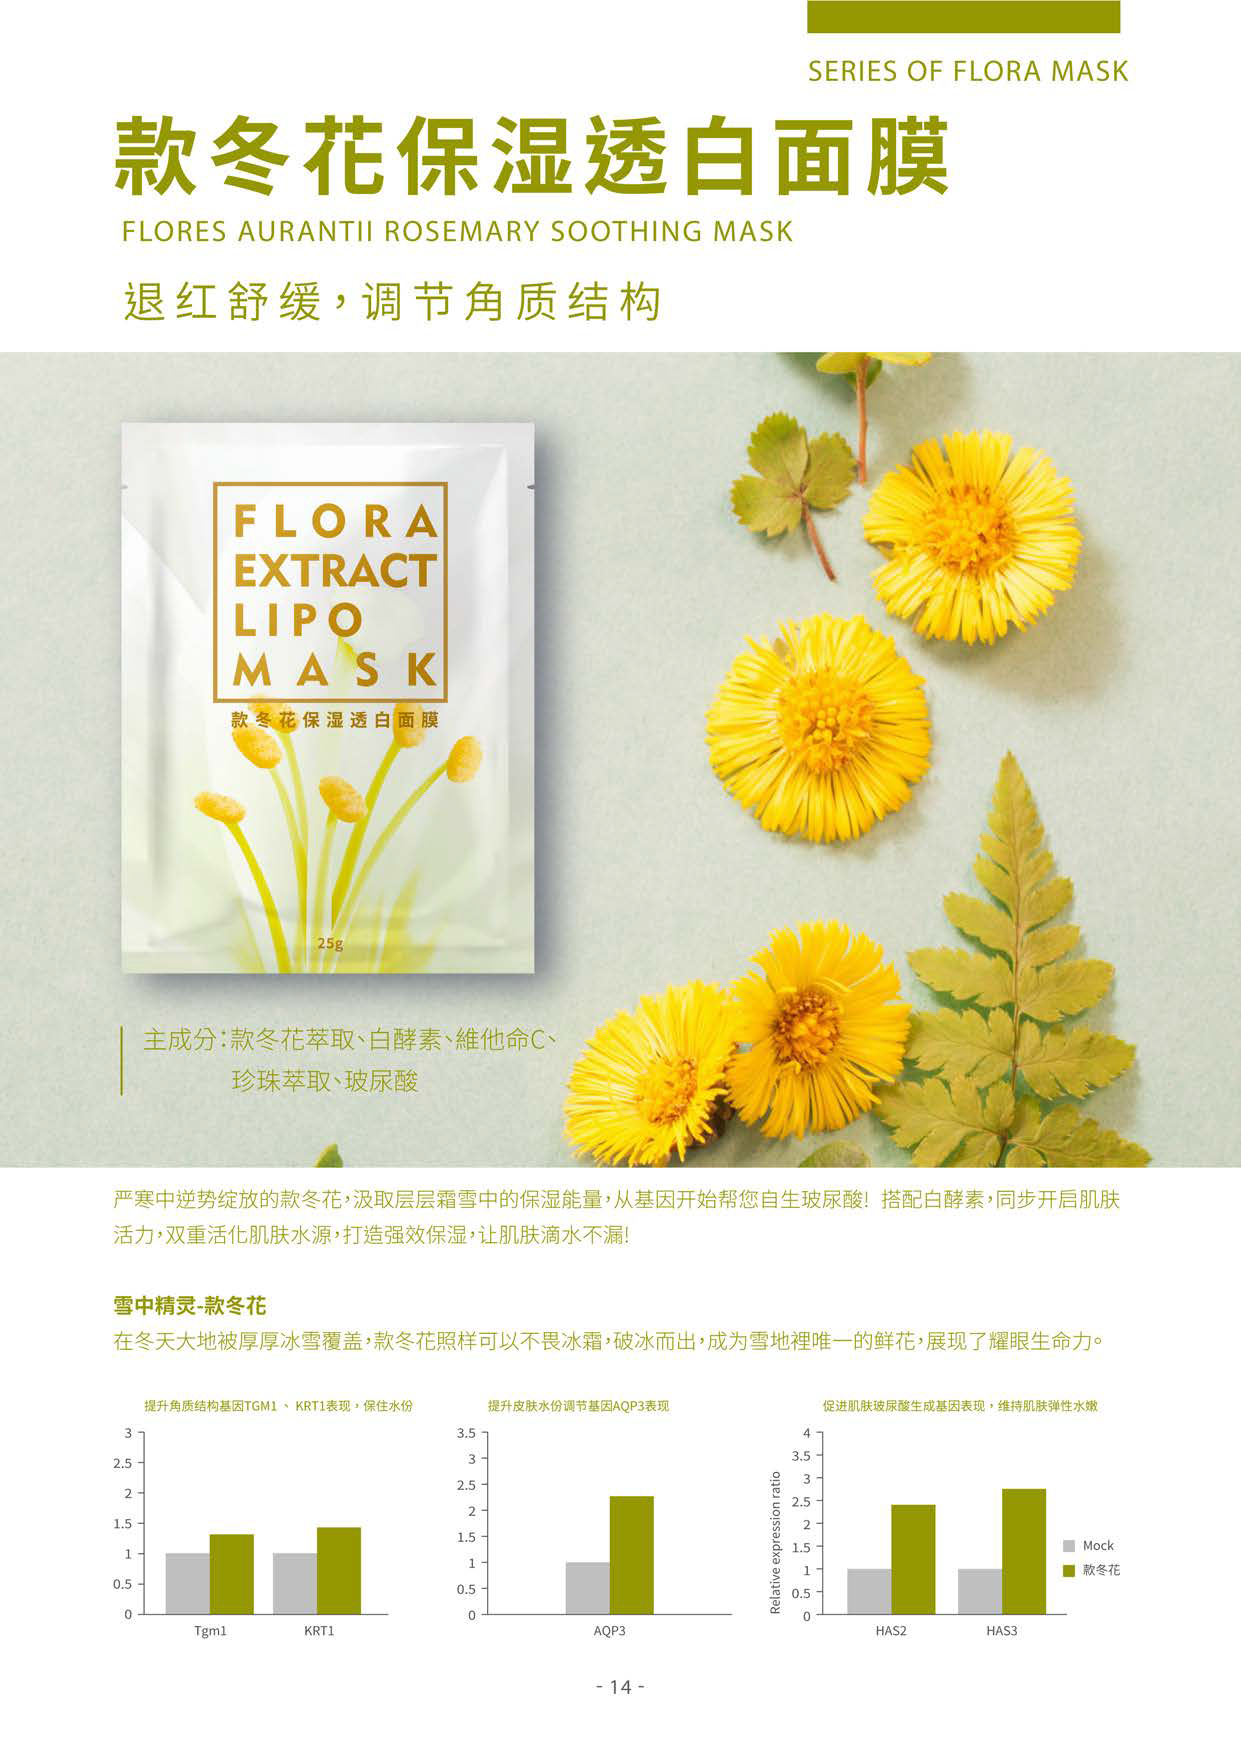 SERIES OF FLORA MASK
款冬花保湿透白面膜
FLORES AURANTII ROSEMARY SOOTHING MASK
退红舒缓，调节角质结构
FLORA
EXTRACT
LIPO
MASK
款冬花保湿透白面膜
25g
主成分：款冬花萃取、白酵素、維他命C、
珍珠萃取、玻尿酸
严寒中逆势绽放的款冬花，汲取层层霜雪中的保湿能量，从基因开始帮您自生玻尿酸！搭配白酵素，同步开启肌肤
活力，双重活化肌肤水源，打造强效保湿，让肌肤滴水不漏！
雪中精灵-款冬花
在冬天大地被厚厚冰雪覆盖，款冬花照样可以不畏冰霜，破冰而出，成为雪地裡唯一的鲜花，展现了耀眼生命力。
提升角质结构基因TGM1、KRT1表现，保住水份
3
2.5
2
1.5
1
0.5
0
Tgm1 KRT1
提升皮肤水份调节基因AQP3表现
3.5
3
2.5
2
1.5
1
0.5
0
AQP3
促进肌肤玻尿酸生成基因表现，维持肌肤弹性水嫩
Relative expression ratio
4
3.5
3
2.5
2
1.5
1
0.5
0
HAS2 HAS3
Mock
款冬花
- 14 -